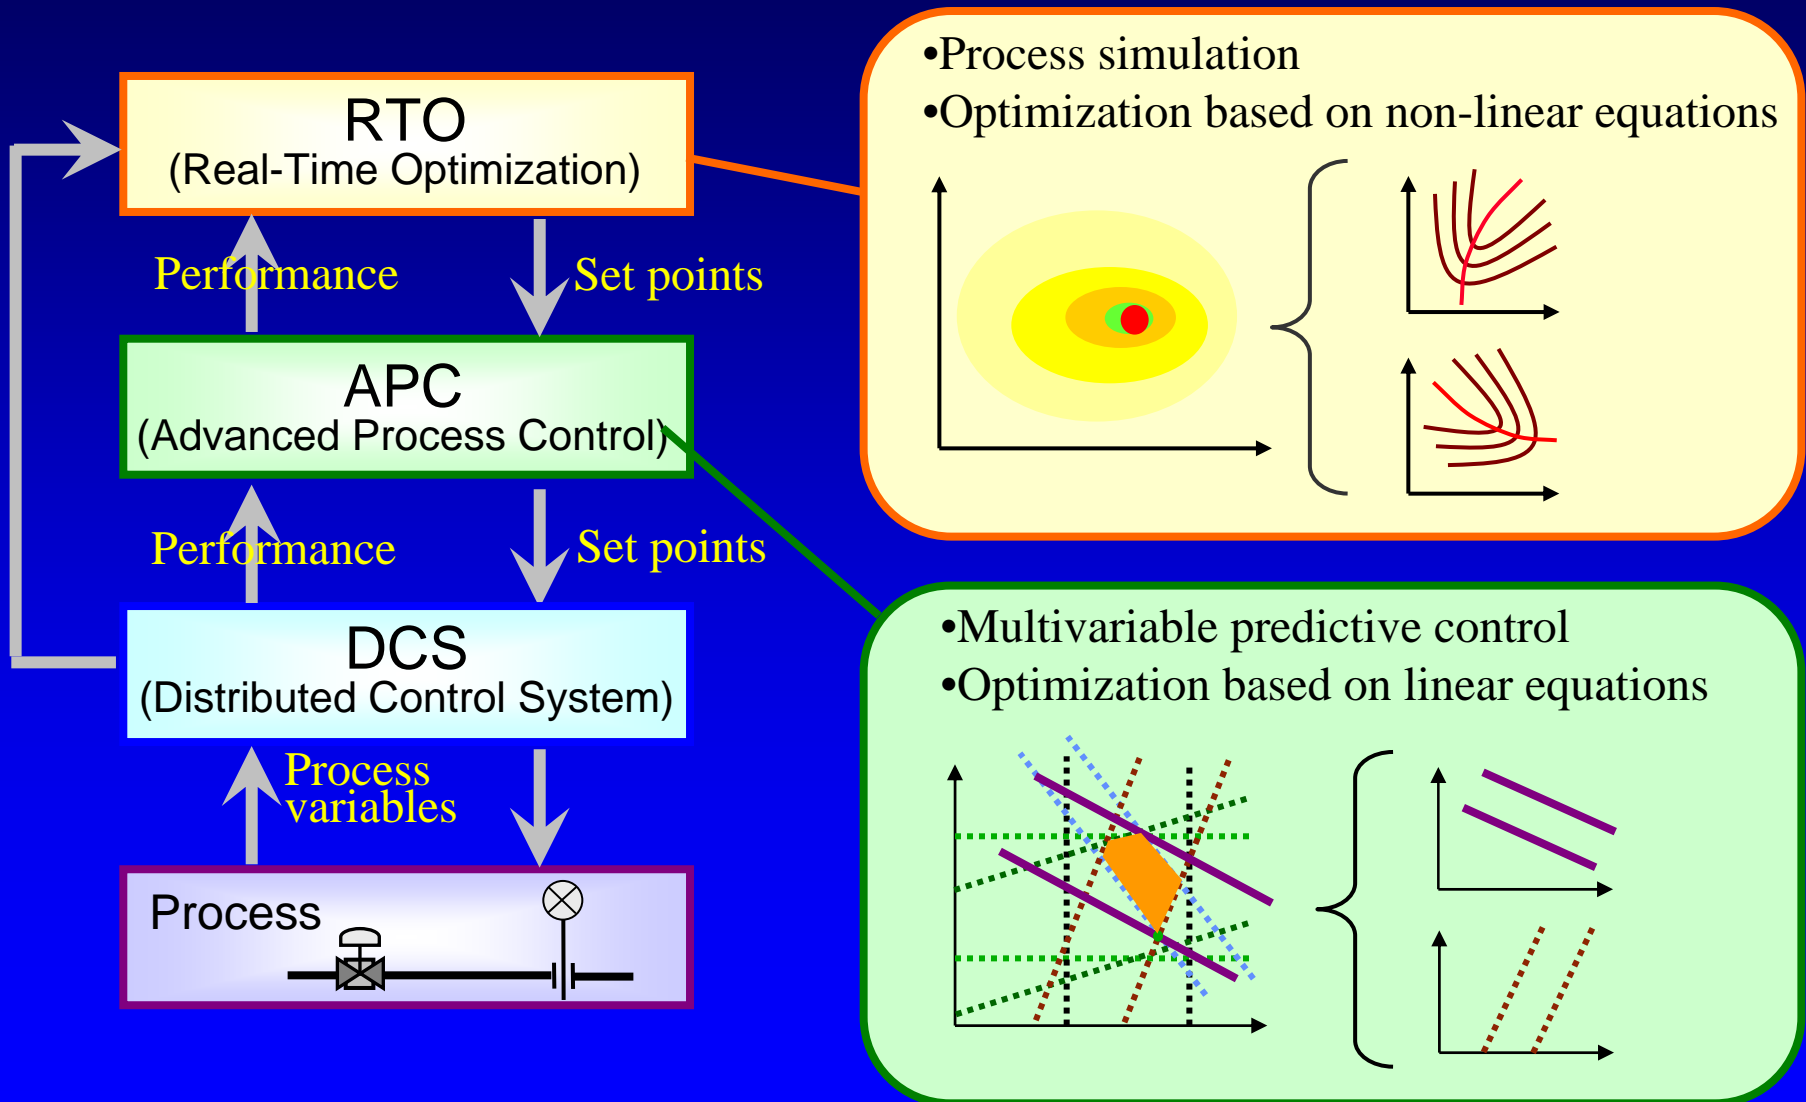 RTO
(Real-Time Optimization)
Performance
Set points
APC
(Advanced Process Control)
Performance
Set points
DCS
(Distributed Control System)
Process
variables
Process
•Process simulation
•Optimization based on non-linear equations
•Multivariable predictive control
•Optimization based on linear equations